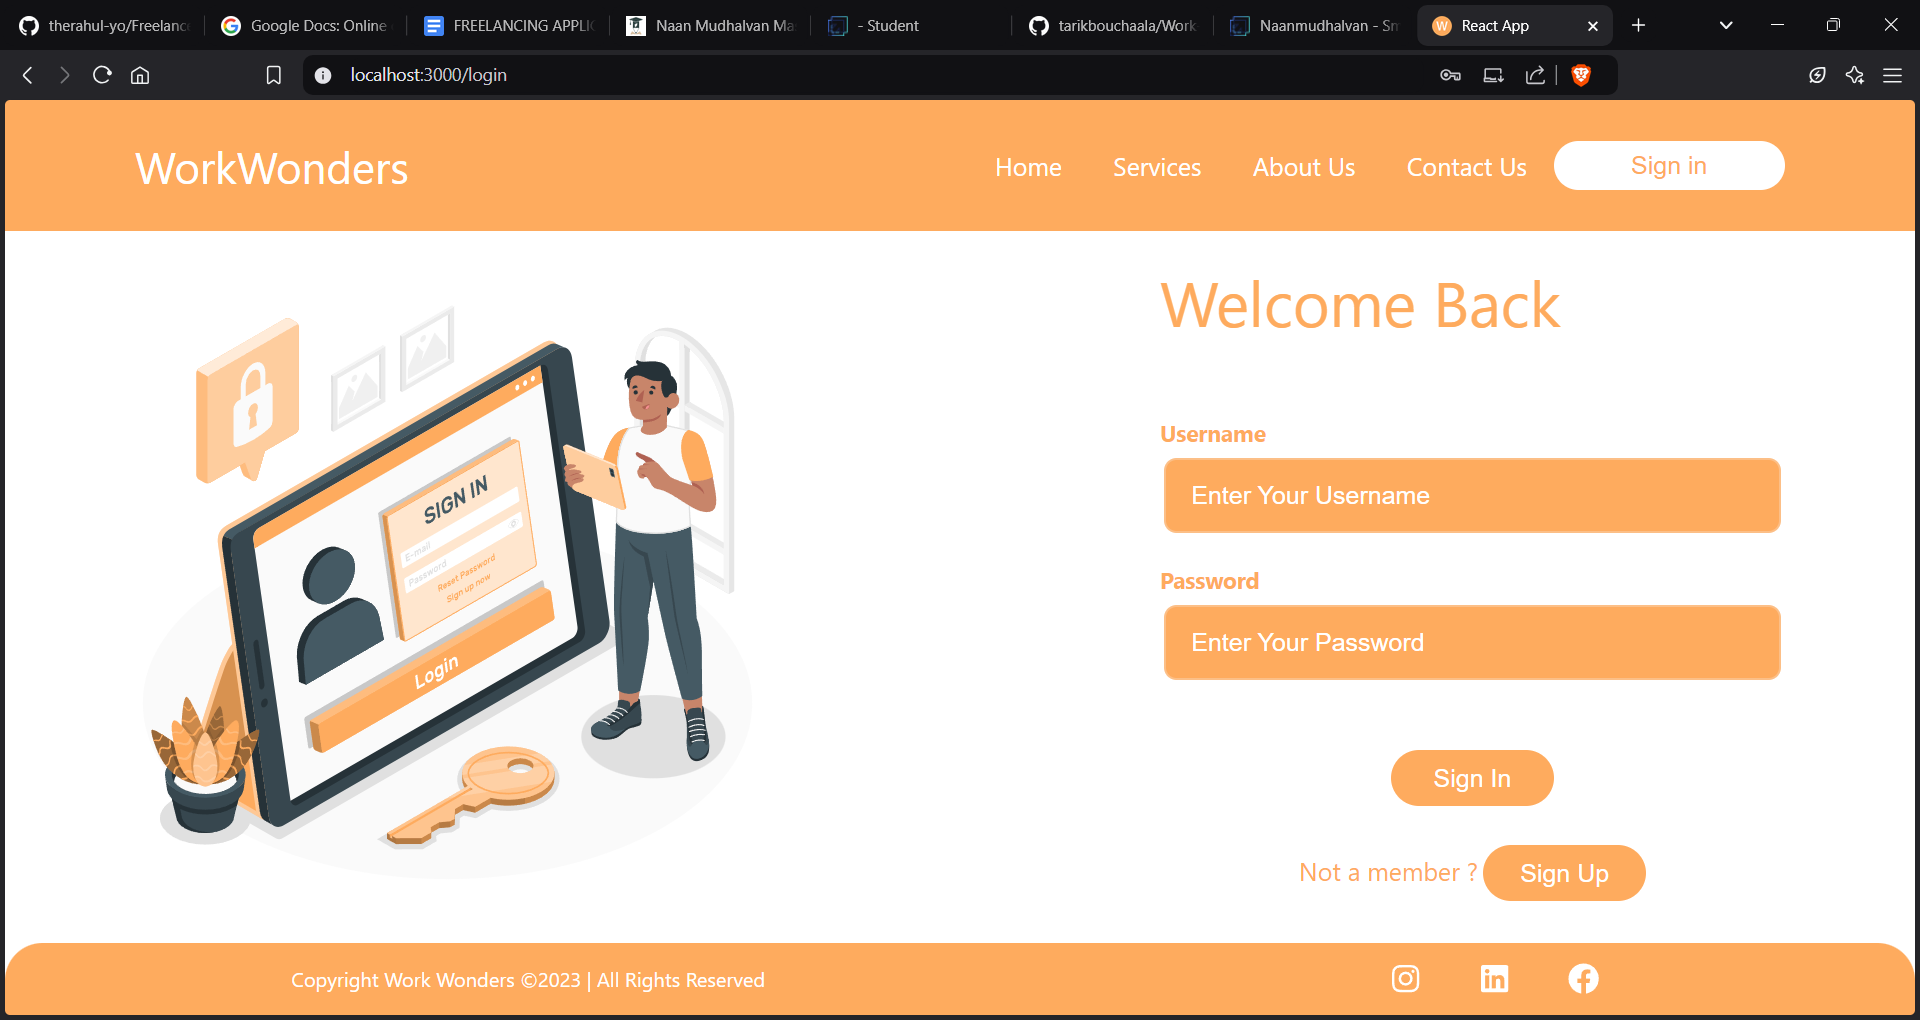 therahul-yo/Freelanc
Google Docs: Online
FREELANCING APPLI
Naan Mudhalvan Ma
- Student
tarikbouchaala/Work
Naanmudhalvan - Sm
React App
localhost:3000/login
WorkWonders
Home
Services
About Us
Contact Us
Sign in
Welcome Back
SIGN IN
E-mail
Password
Reset Password
Sign up now
Login
Username
Enter Your Username
Password
Enter Your Password
Sign In
Not a member ? Sign Up
Copyright Work Wonders ©2023 | All Rights Reserved